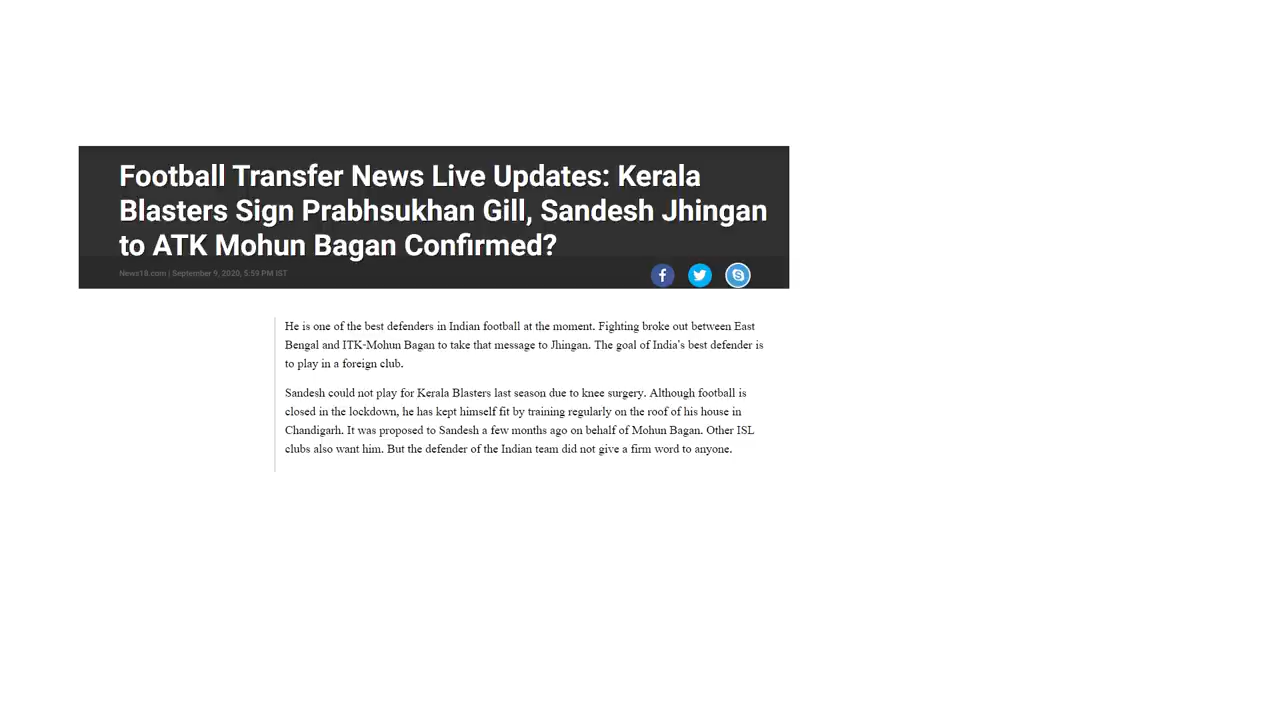 Football Transfer News Live Updates: Kerala
Blasters Sign Prabhsukhan Gill, Sandesh Jhingan
to ATK Mohun Bagan Confirmed?
News18.com | September 9, 2020, 5:59 PM IST
He is one of the best defenders in Indian football at the moment. Fighting broke out between East
Bengal and ITK-Mohun Bagan to take that message to Jhingan. The goal of India's best defender is
to play in a foreign club.
Sandesh could not play for Kerala Blasters last season due to knee surgery. Although football is
closed in the lockdown, he has kept himself fit by training regularly on the roof of his house in
Chandigarh. It was proposed to Sandesh a few months ago on behalf of Mohun Bagan. Other ISL
clubs also want him. But the defender of the Indian team did not give a firm word to anyone.